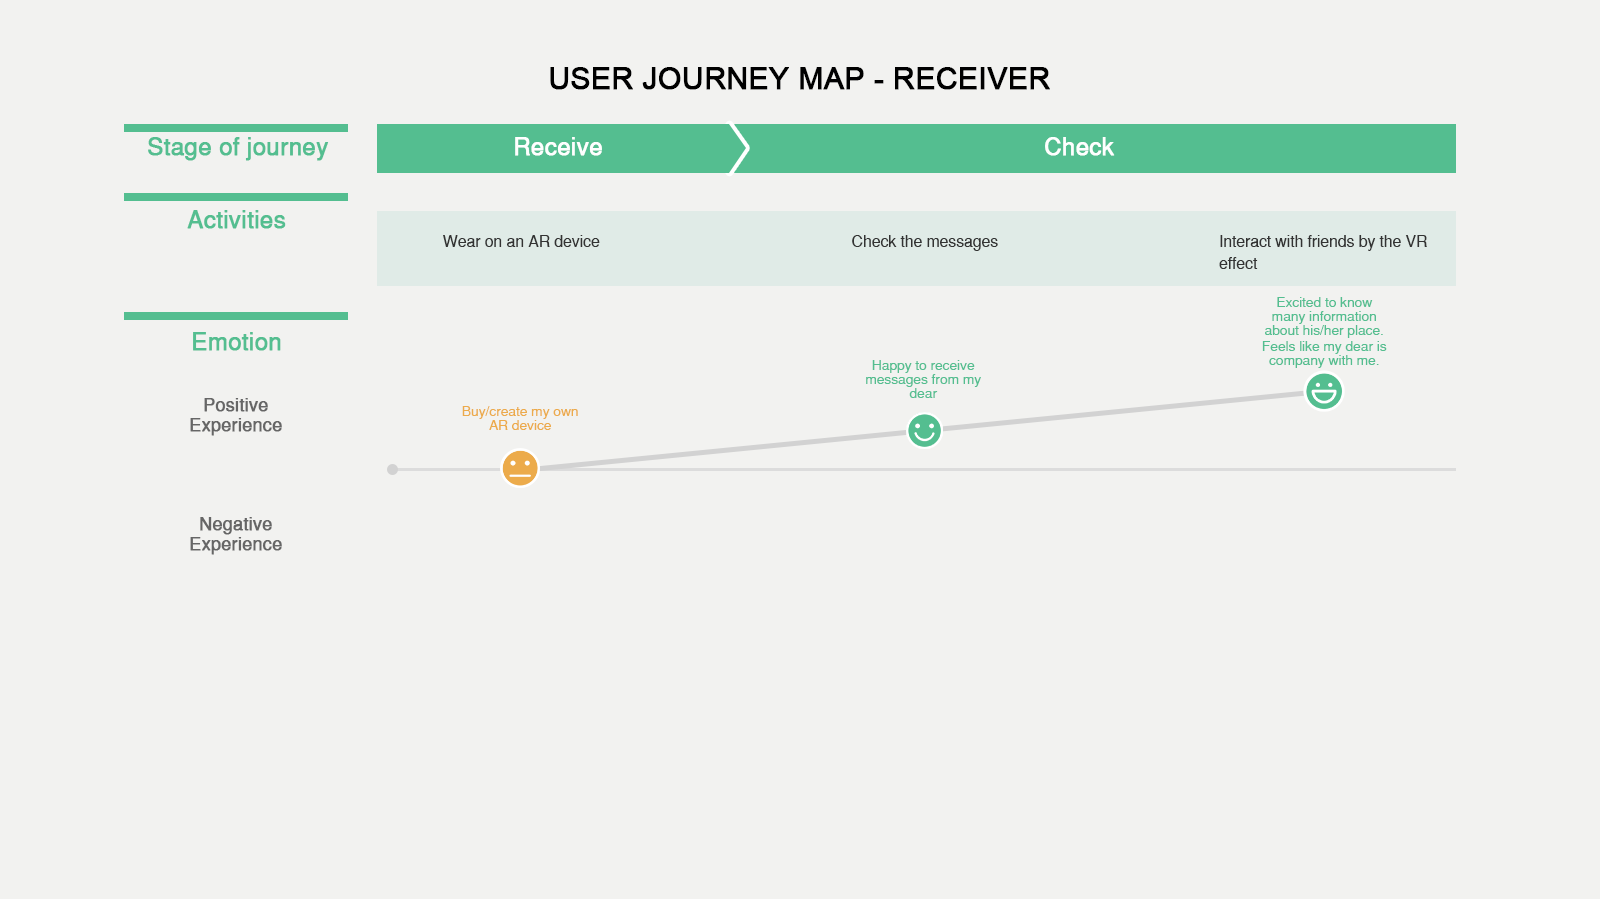 USER JOURNEY MAP - RECEIVER
Stage of journey
Receive
Check
Activities
Wear on an AR device
Check the messages
Interact with friends by the VR
effect
Emotion
Positive
Experience
Negative
Experience
Buy/create my own
AR device
Happy to receive
messages from my
dear
Excited to know
many information
about his/her place.
Feels like my dear is
company with me.